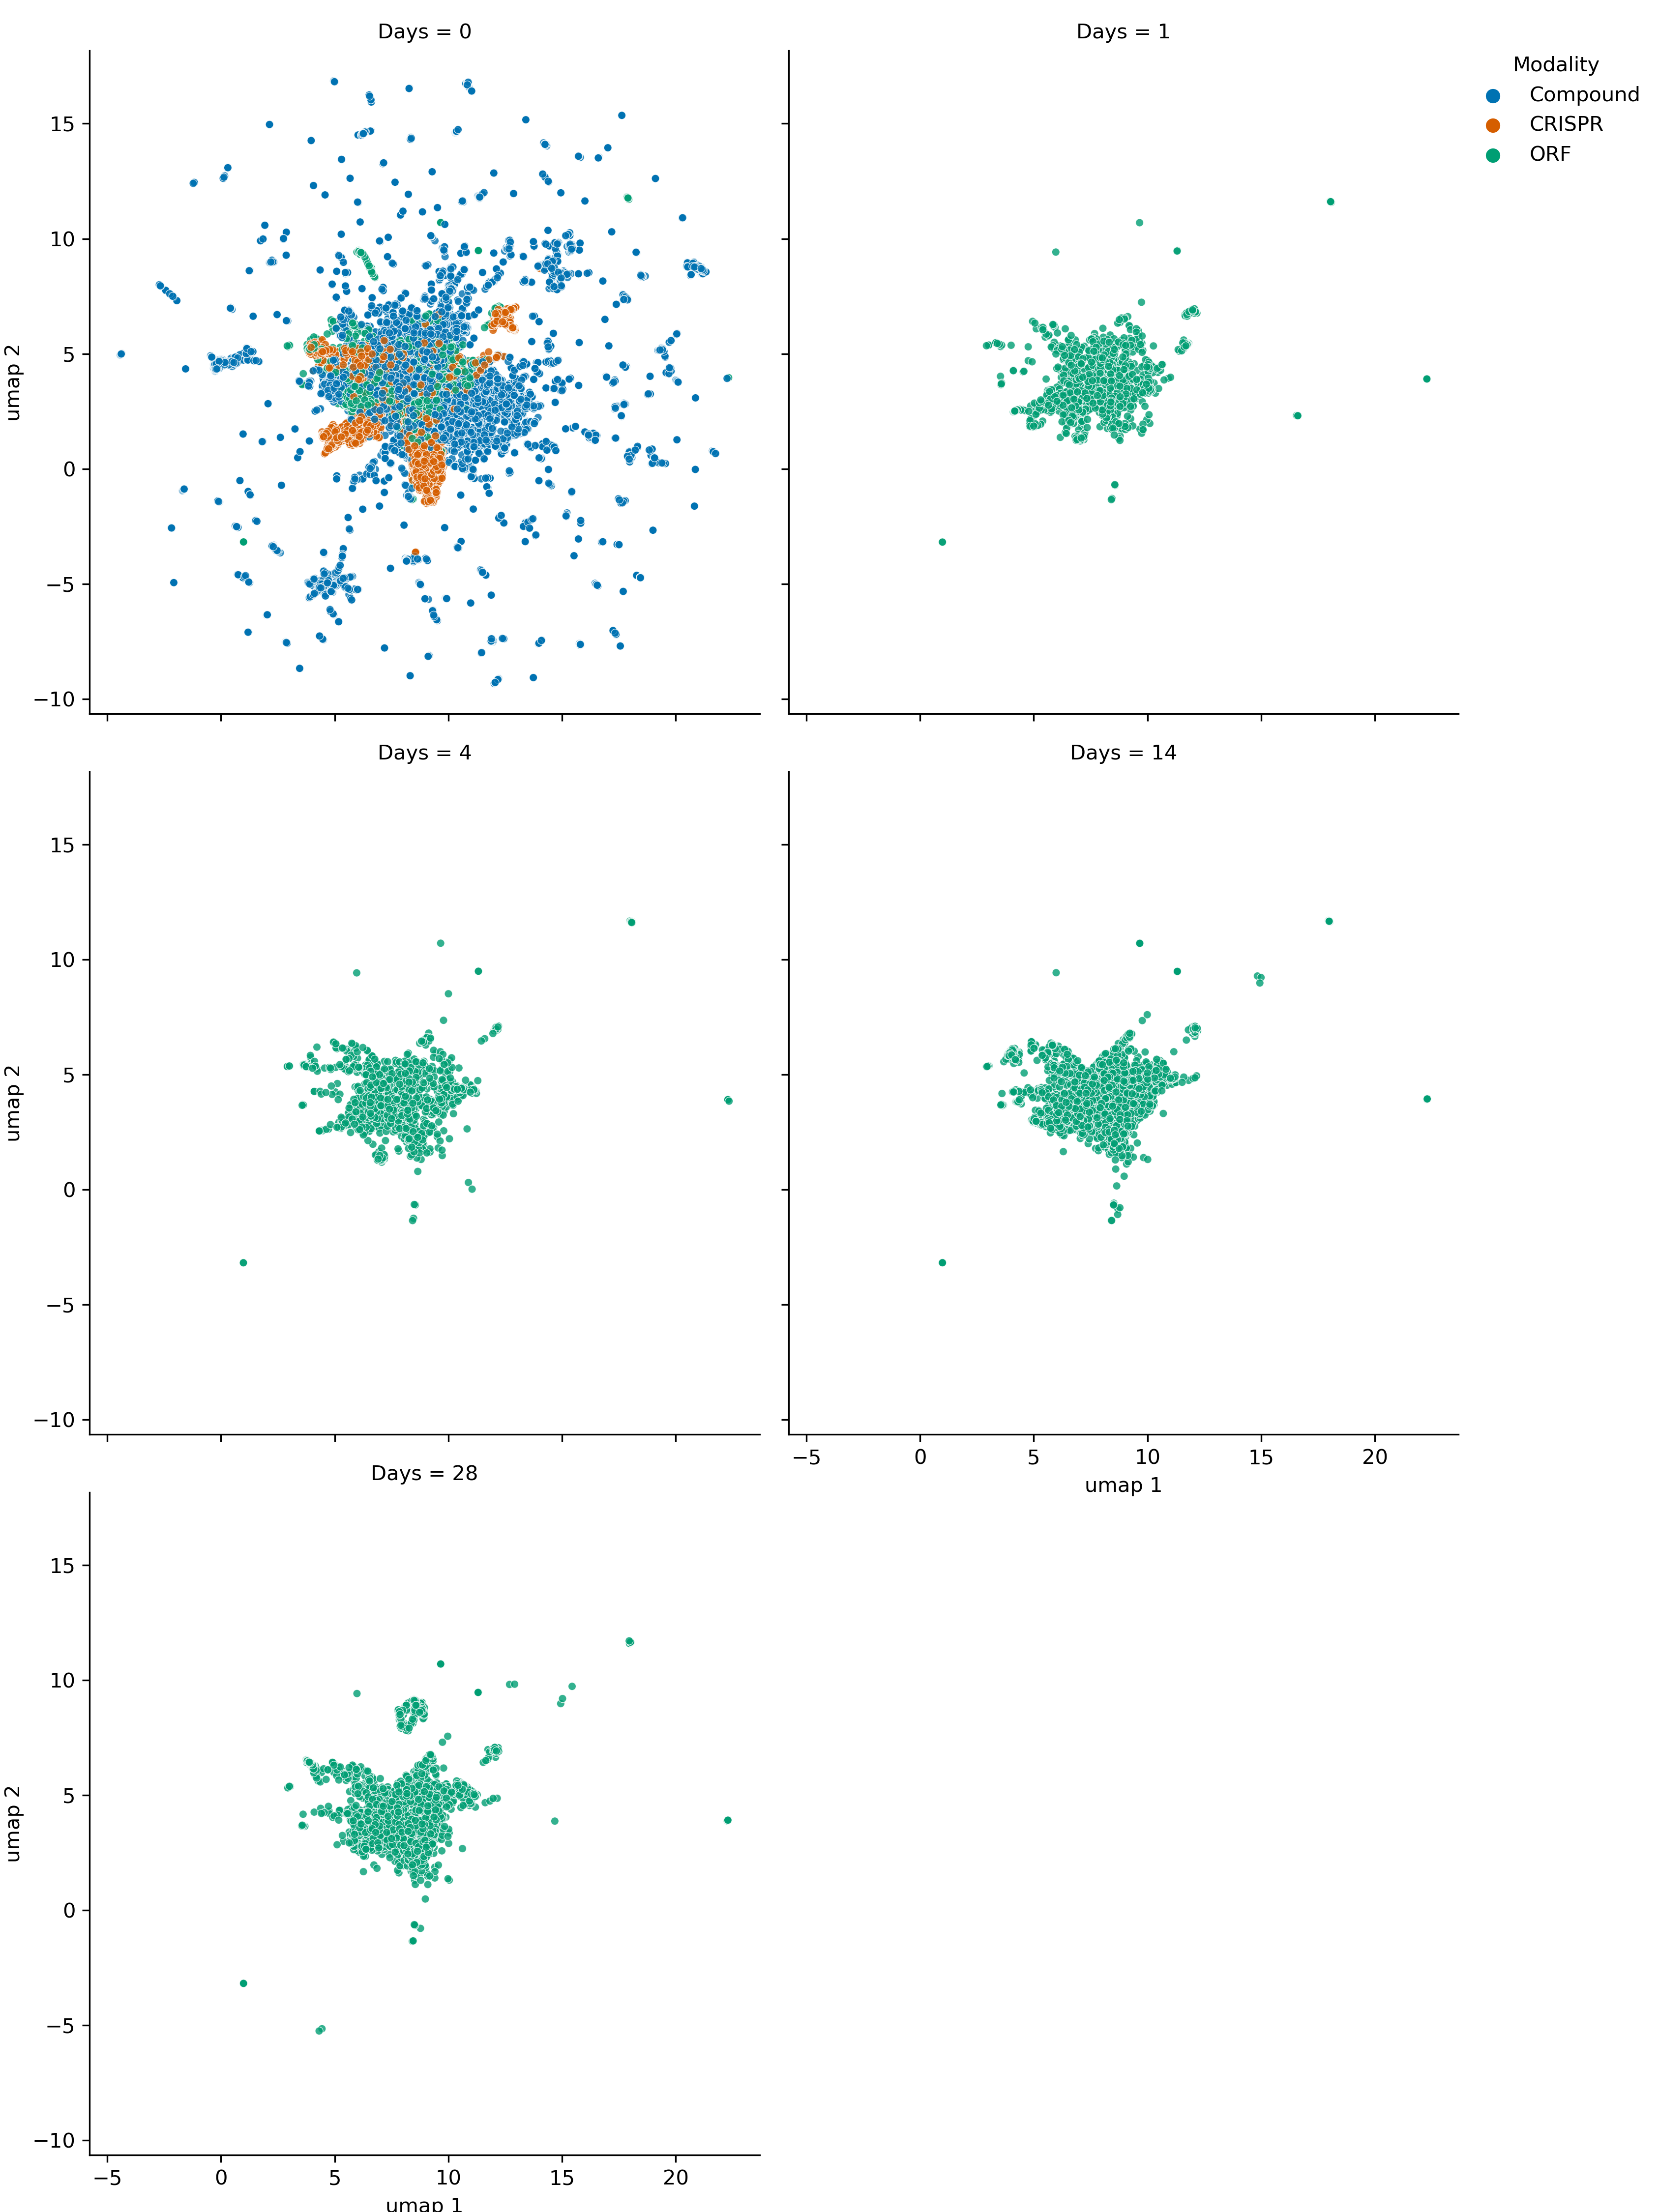 Days = 0
Days = 1
Modality
Compound
CRISPR
ORF
15
10
5
0
−5
−10
umap 2
Days = 4
Days = 14
15
10
5
0
−5
−10
umap 2
−5 0 5 10 15 20
umap 1
Days = 28
15
10
5
0
−5
−10
umap 2
−5 0 5 10 15 20
umap 1